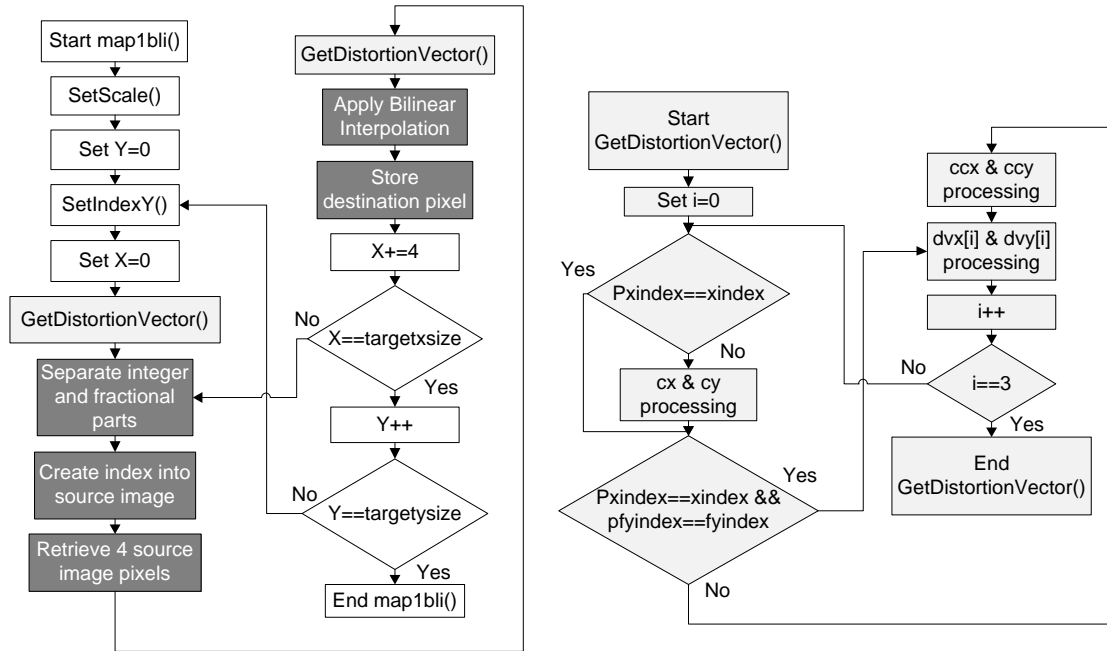 Start map1bli()
SetScale()
Set Y=0
SetIndexY()
Set X=0
GetDistortionVector()
Separate integer
and fractional
parts
Create index into
source image
Retrieve 4 source
image pixels
GetDistortionVector()
Apply Bilinear
Interpolation
Store
destination pixel
X+=4
No
X==targetxsize
Yes
Y++
No
Y==targetysize
Yes
End map1bli()
Start
GetDistortionVector()
Set i=0
Yes
Pxindex==xindex
No
cx & cy
processing
Yes
Pxindex==xindex &&
pfyindex==fyindex
No
ccx & ccy
processing
dvx[i] & dvy[i]
processing
i++
No
i==3
Yes
End
GetDistortionVector()